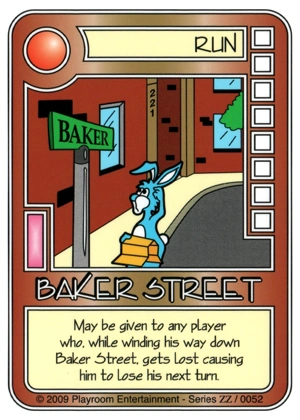 RUN
221
BAKER
BAKER STREET
May be given to any player
who, while winding his way down
Baker Street, gets lost causing
him to lose his next turn.
© 2009 Playroom Entertainment - Series ZZ / 0052